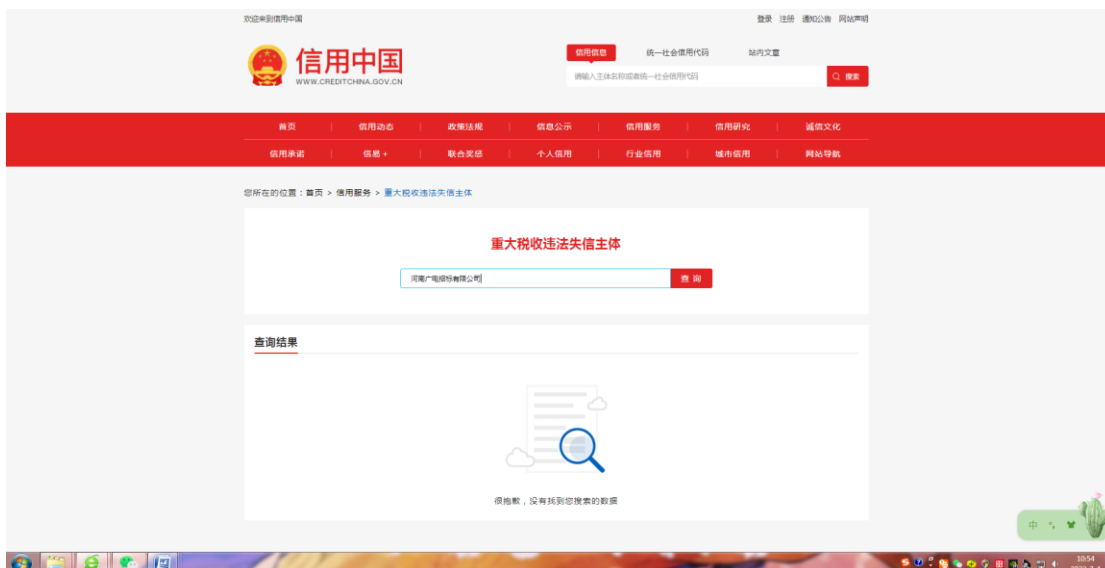 欢迎来到信用中国
登录 注册 通知公告 网站声明
信用中国
WWW.CREDITCHINA.GOV.CN
信用信息 统一社会信用代码 站内文章
请输入主体名称或者统一社会信用代码 搜索
首页 信用动态 政策法规 信息公示 信用服务 信用研究 诚信文化
信用承诺 信易+ 联合奖惩 个人信用 行业信用 城市信用 网站导航
您所在的位置：首页 > 信用服务 > 重大税收违法失信主体
重大税收违法失信主体
河南广电招标有限公司 查询
查询结果
很抱歉，没有找到您搜索的数据
中
10:54